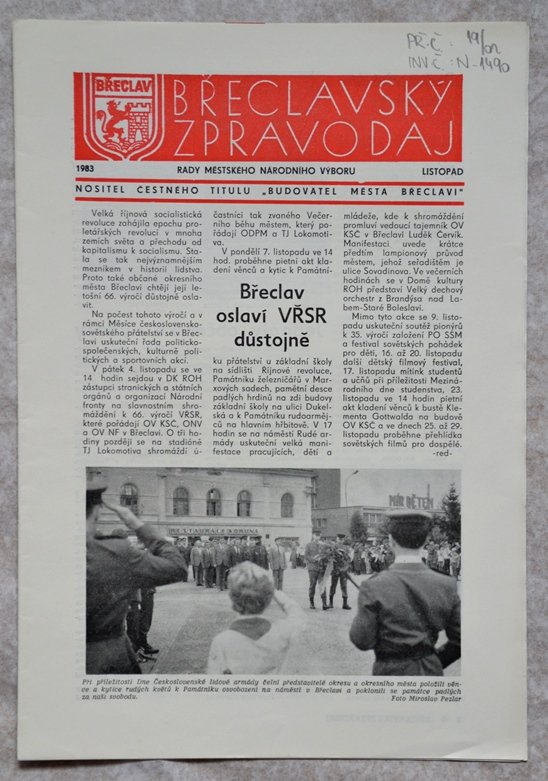 PŘ.Č. : 19/02
INV.Č. : N-1490
BŘECLAV
BŘECLAVSKÝ
ZPRAVODAJ
1983
RADY MĚSTSKÉHO NÁRODNÍHO VÝBORU
LISTOPAD
NOSITEL ČESTNÉHO TITULU „BUDOVATEL MĚSTA BŘECLAVI"
Velká říjnová socialistická
revoluce zahájila epochu pro-
letářských revolucí v mnoha
zemích světa a přechodu od
kapitalismu k socialismu. Sta-
la se tak nejvýznamnějším
mezníkem v historii lidstva.
Proto také občané okresního
města Břeclavi chtějí její le-
tošní 66. výročí důstojně osla-
vit.
Na počest tohoto výročí a v
rámci Měsíce československo-
sovětského přátelství se v Břec-
lavi uskuteční řada politicko-
společenských, kulturně politi-
ckých a sportovních akcí.
V pátek 4. listopadu se ve
14 hodin sejdou v DK ROH
zástupci stranických a státních
orgánů a organizací Národní
fronty na slavnostním shro-
máždění k 66. výročí VŘSR,
které pořádají OV KSČ, ONV
a OV NF v Břeclavi. O tři ho-
diny později se na stadióně
TJ Lokomotiva shromáždí ú-
častníci tak zvaného Večer-
ního běhu městem, který po-
řádají ODPM a TJ Lokomoti-
va.
V pondělí 7. listopadu ve 14
hod. proběhne pietní akt kla-
dení věnců a kytic k Památní-
Břeclav
oslaví VŘSR
důstojně
ku přátelství u základní školy
na sídlišti Říjnové revoluce,
Památníku železničářů v Mar-
xových sadech, pamětní desce
padlých hrdinů na zdi budovy
základní školy na ulici Dukel-
ská a k Památníku rudoarměj-
ců na hlavním hřbitově. V 17
hodin se na náměstí Rudé ar-
mády uskuteční velká mani-
festace pracujících, dětí a
mládeže, kde k shromáždění
promluví vedoucí tajemník OV
KSČ v Břeclavi Luděk Červík.
Manifestaci uvede krátce
předtím lampionový průvod
městem, jehož seřadištěm je
ulice Sovadinova. Ve večerních
hodinách se v Domě kultury
ROH představí Velký dechový
orchestr z Brandýsa nad La-
bem-Staré Boleslavi.
Mimo tyto akce se 9. listo-
padu uskuteční soutěž pionýrů
k 35. výročí založení PO SSM
a festival sovětských pohádek
pro děti, 16. až 20. listopadu
další dětský filmový festival,
17. listopadu mítink studentů
a učňů při příležitosti Meziná-
rodního dne studenstva, 23.
listopadu ve 14 hodin pietní
akt kladení věnců k bustě Kle-
menta Gottwalda na budově
OV KSČ a ve dnech 25. až 29.
listopadu proběhne přehlídka
sovětských filmů pro dospělé.
-red-
RESTAURACE KORUNA
MÍR DĚTEM
Při příležitosti Dne Československé lidové armády čelní představitelé okresu a okresního města položili věn-
ce a kytice rudých květů k Památníku osvobození na náměstí v Břeclavi a poklonili se památce padlých
za naši svobodu.
Foto Miroslav Pezlar